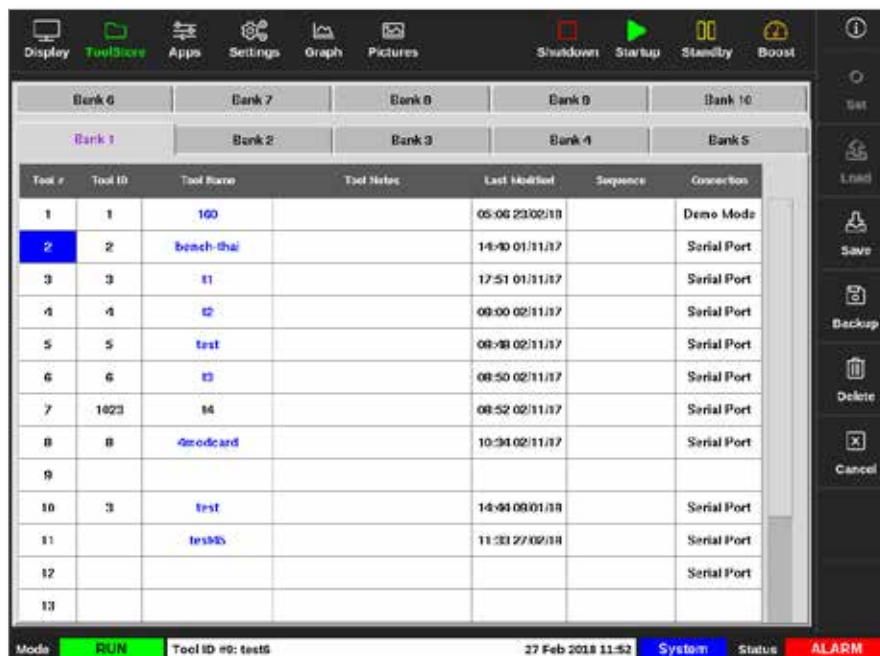 Display ToolStore Apps Settings Graph Pictures Shutdown Startup Standby Boost
Bank 6 Bank 7 Bank 8 Bank 9 Bank 10
Set
Bank 1 Bank 2 Bank 3 Bank 4 Bank 5
Tool # Tool ID Tool Name Tool Notes Last Modified Sequence Connection
Load
1 1 160 05:06 23/02/18 Demo Mode
2 2 bench-thai 14:40 01/11/17 Serial Port
Save
3 3 t1 17:51 01/11/17 Serial Port
4 4 t2 08:00 02/11/17 Serial Port
Backup
5 5 test 08:48 02/11/17 Serial Port
6 6 t3 08:50 02/11/17 Serial Port
Delete
7 1023 t4 08:52 02/11/17 Serial Port
8 8 4modcard 10:34 02/11/17 Serial Port
Cancel
9
10 3 test 14:44 09/01/18 Serial Port
11 11:33 27/02/18 Serial Port
12 Serial Port
13
Mode RUN Tool ID #0: test6 27 Feb 2018 11:52 System Status ALARM